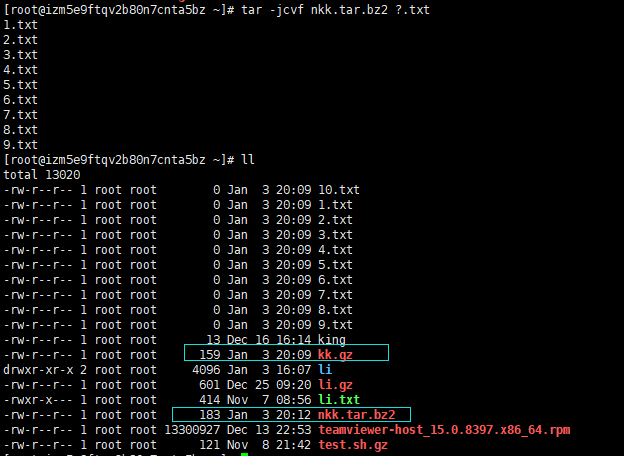 [root@izm5e9ftqv2b80n7cnta5bz ~]# tar -jcvf nkk.tar.bz2 ?.txt
1.txt
2.txt
3.txt
4.txt
5.txt
6.txt
7.txt
8.txt
9.txt
[root@izm5e9ftqv2b80n7cnta5bz ~]# ll
total 13020
-rw-r--r-- 1 root root 0 Jan 3 20:09 10.txt
-rw-r--r-- 1 root root 0 Jan 3 20:09 1.txt
-rw-r--r-- 1 root root 0 Jan 3 20:09 2.txt
-rw-r--r-- 1 root root 0 Jan 3 20:09 3.txt
-rw-r--r-- 1 root root 0 Jan 3 20:09 4.txt
-rw-r--r-- 1 root root 0 Jan 3 20:09 5.txt
-rw-r--r-- 1 root root 0 Jan 3 20:09 6.txt
-rw-r--r-- 1 root root 0 Jan 3 20:09 7.txt
-rw-r--r-- 1 root root 0 Jan 3 20:09 8.txt
-rw-r--r-- 1 root root 0 Jan 3 20:09 9.txt
-rw-r--r-- 1 root root 13 Dec 16 16:14 king
-rw-r--r-- 1 root root 159 Jan 3 20:09 kk.gz
drwxr-xr-x 2 root root 4096 Jan 3 16:07 li
-rw-r--r-- 1 root root 601 Dec 25 09:20 li.gz
-rwxr-x--- 1 root root 414 Nov 7 08:56 li.txt
-rw-r--r-- 1 root root 183 Jan 3 20:12 nkk.tar.bz2
-rw-r--r-- 1 root root 13300927 Dec 13 22:53 teamviewer-host_15.0.8397.x86_64.rpm
-rw-r--r-- 1 root root 121 Nov 8 21:42 test.sh.gz